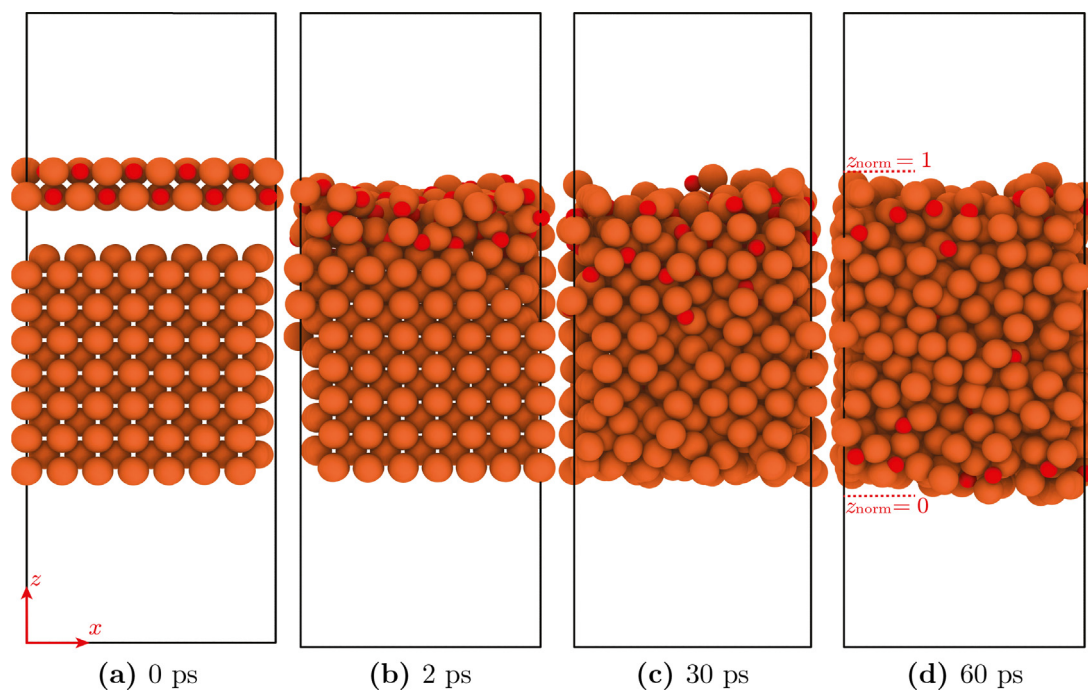 z_norm = 1
z_norm = 0
z
x
(a) 0 ps
(b) 2 ps
(c) 30 ps
(d) 60 ps